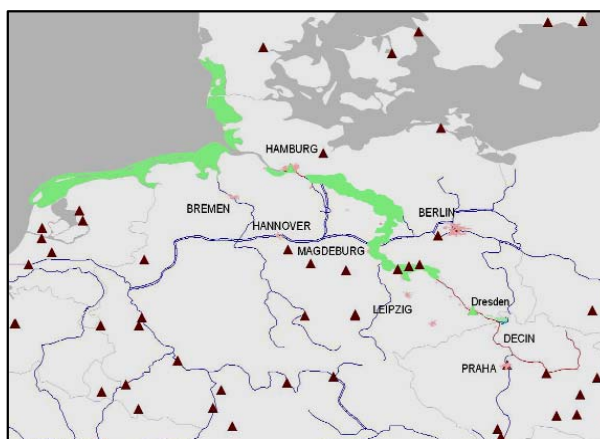 HAMBURG
BREMEN
BERLIN
HANNOVER
MAGDEBURG
LEIPZIG
Dresden
DECIN
PRAHA